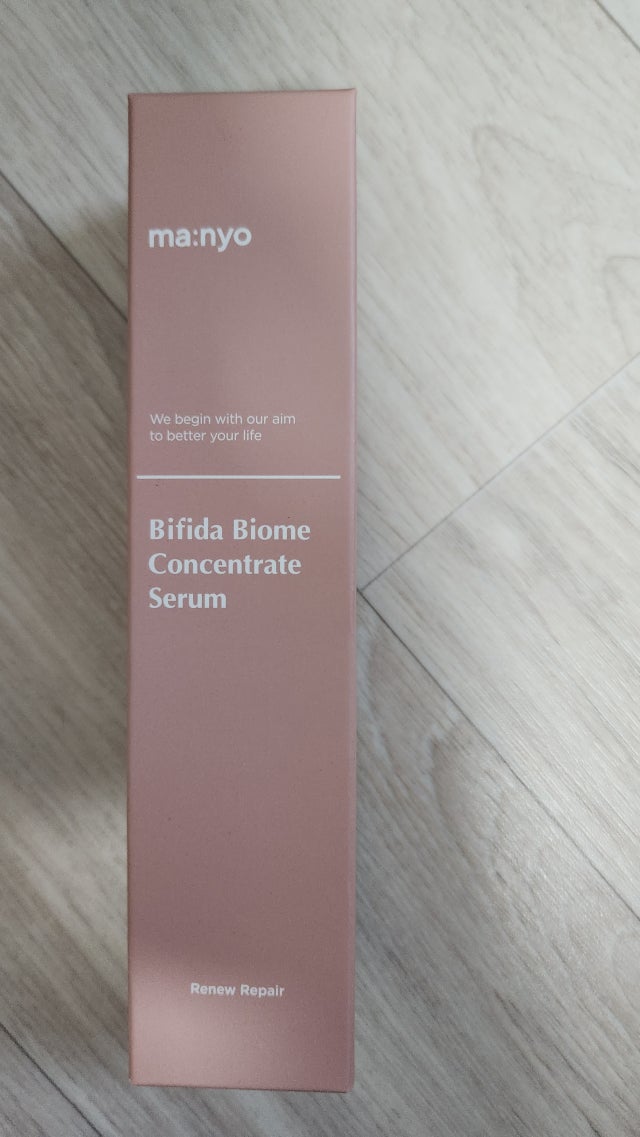 ma:nyo
We begin with our aim
to better your life
Bifida Biome
Concentrate
Serum
Renew Repair